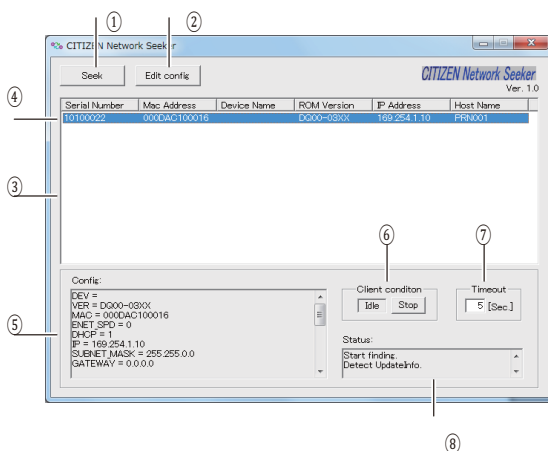 ① ②
CITIZEN Network Seeker
Seek Edit config
CITIZEN Network Seeker
Ver. 1.0
④
Serial Number Mac Address Device Name ROM Version IP Address Host Name
10100022 000DAC100016 DQ00-03XX 169.254.1.10 PRN001
③
⑥ ⑦
Config:
Client conditon Timeout
DEV =
VER = DQ00-03XX
Idle Stop 5 [Sec.]
MAC = 000DAC100016
ENET_SPD = 0
⑤
DHCP = 1
IP = 169.254.1.10
Status:
SUBNET_MASK = 255.255.0.0
Start finding.
GATEWAY = 0.0.0.0
Detect UpdateInfo.
⑧